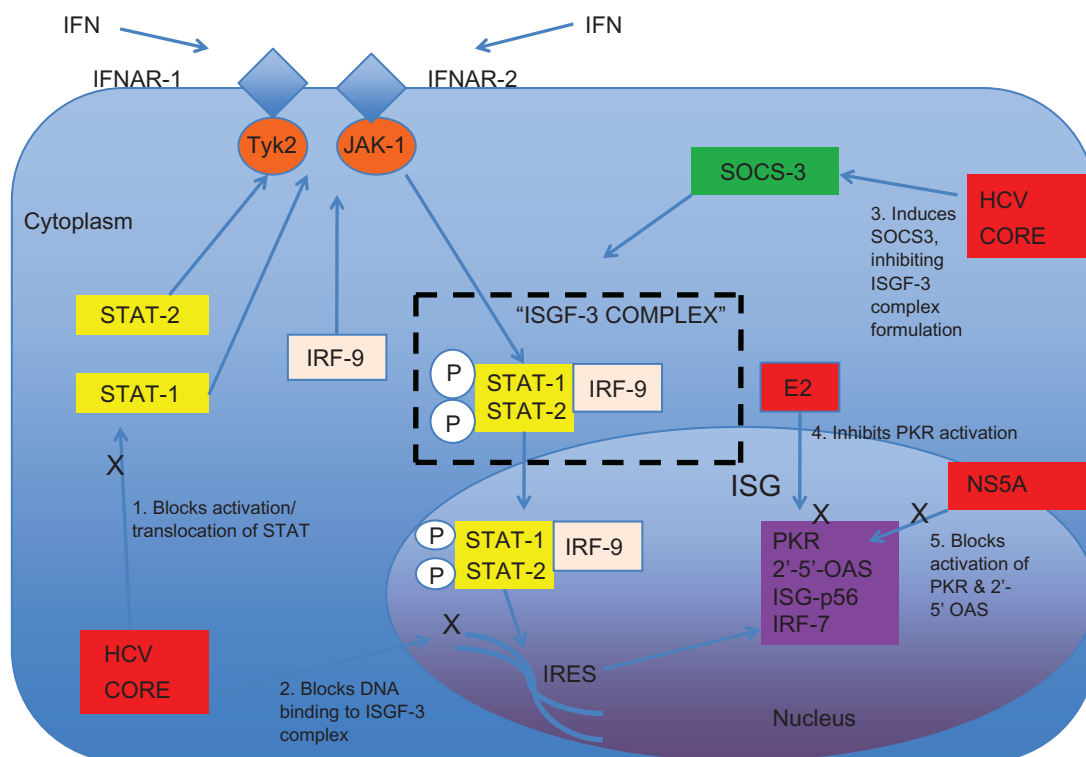 IFN
IFN
IFNAR-1
IFNAR-2
Tyk2
JAK-1
SOCS-3
HCV
CORE
Cytoplasm
3. Induces
SOCS3,
inhibiting
ISGF-3
complex
formulation
STAT-2
"ISGF-3 COMPLEX"
IRF-9
P
STAT-1
IRF-9
STAT-1
E2
P
STAT-2
4. Inhibits PKR activation
X
ISG
NS5A
1. Blocks activation/
translocation of STAT
X
X
P
STAT-1
IRF-9
PKR
5. Blocks
activation of
PKR & 2'-
5' OAS
P
STAT-2
2'-5'-OAS
ISG-p56
IRF-7
X
HCV
CORE
IRES
2. Blocks DNA
binding to ISGF-3
complex
Nucleus